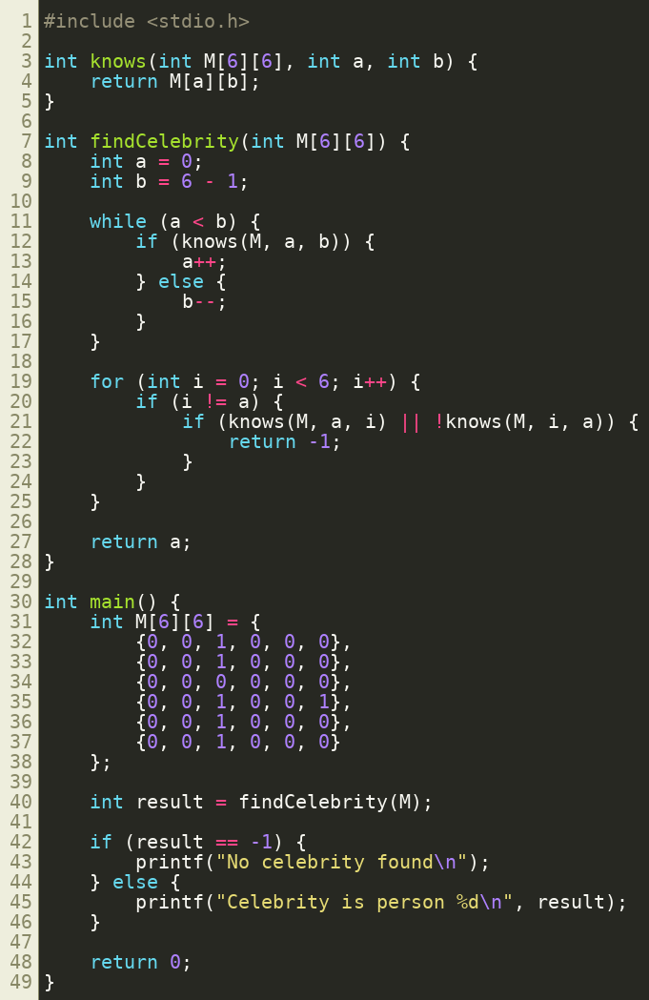 1 #include <stdio.h>
2
3 int knows(int M[6][6], int a, int b) {
4     return M[a][b];
5 }
6
7 int findCelebrity(int M[6][6]) {
8     int a = 0;
9     int b = 6 - 1;
10
11     while (a < b) {
12         if (knows(M, a, b)) {
13             a++;
14         } else {
15             b--;
16         }
17     }
18
19     for (int i = 0; i < 6; i++) {
20         if (i != a) {
21             if (knows(M, a, i) || !knows(M, i, a)) {
22                 return -1;
23             }
24         }
25     }
26
27     return a;
28 }
29
30 int main() {
31     int M[6][6] = {
32         {0, 0, 1, 0, 0, 0},
33         {0, 0, 1, 0, 0, 0},
34         {0, 0, 0, 0, 0, 0},
35         {0, 0, 1, 0, 0, 1},
36         {0, 0, 1, 0, 0, 0},
37         {0, 0, 1, 0, 0, 0}
38     };
39
40     int result = findCelebrity(M);
41
42     if (result == -1) {
43         printf("No celebrity found\n");
44     } else {
45         printf("Celebrity is person %d\n", result);
46     }
47
48     return 0;
49 }